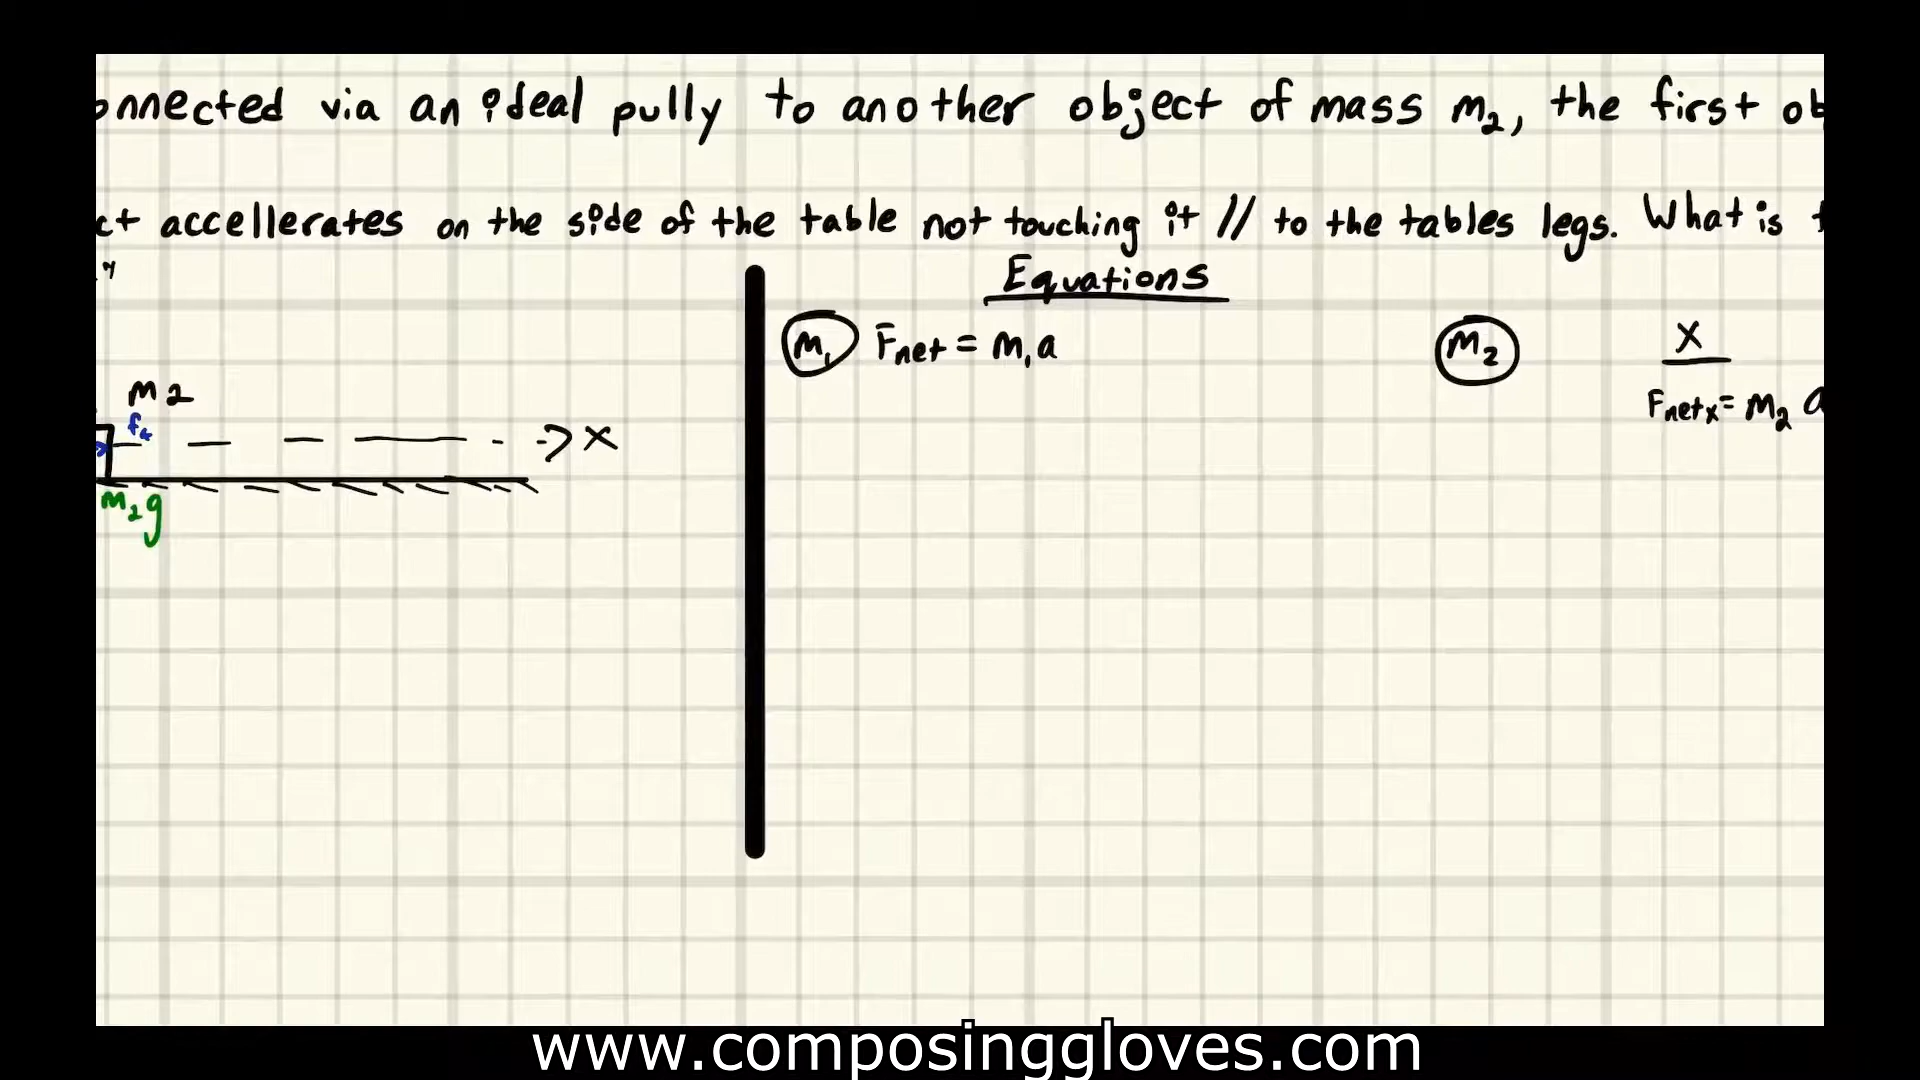 onnected via an ideal pully to another object of mass m₂, the first ob
ct accellerates on the side of the table not touching it // to the tables legs. What is
Equations
m₁ Fnet = m₁a
m₂ x
Fnetx = m₂ a
m2
fk
x
m₂g
www.composinggloves.com